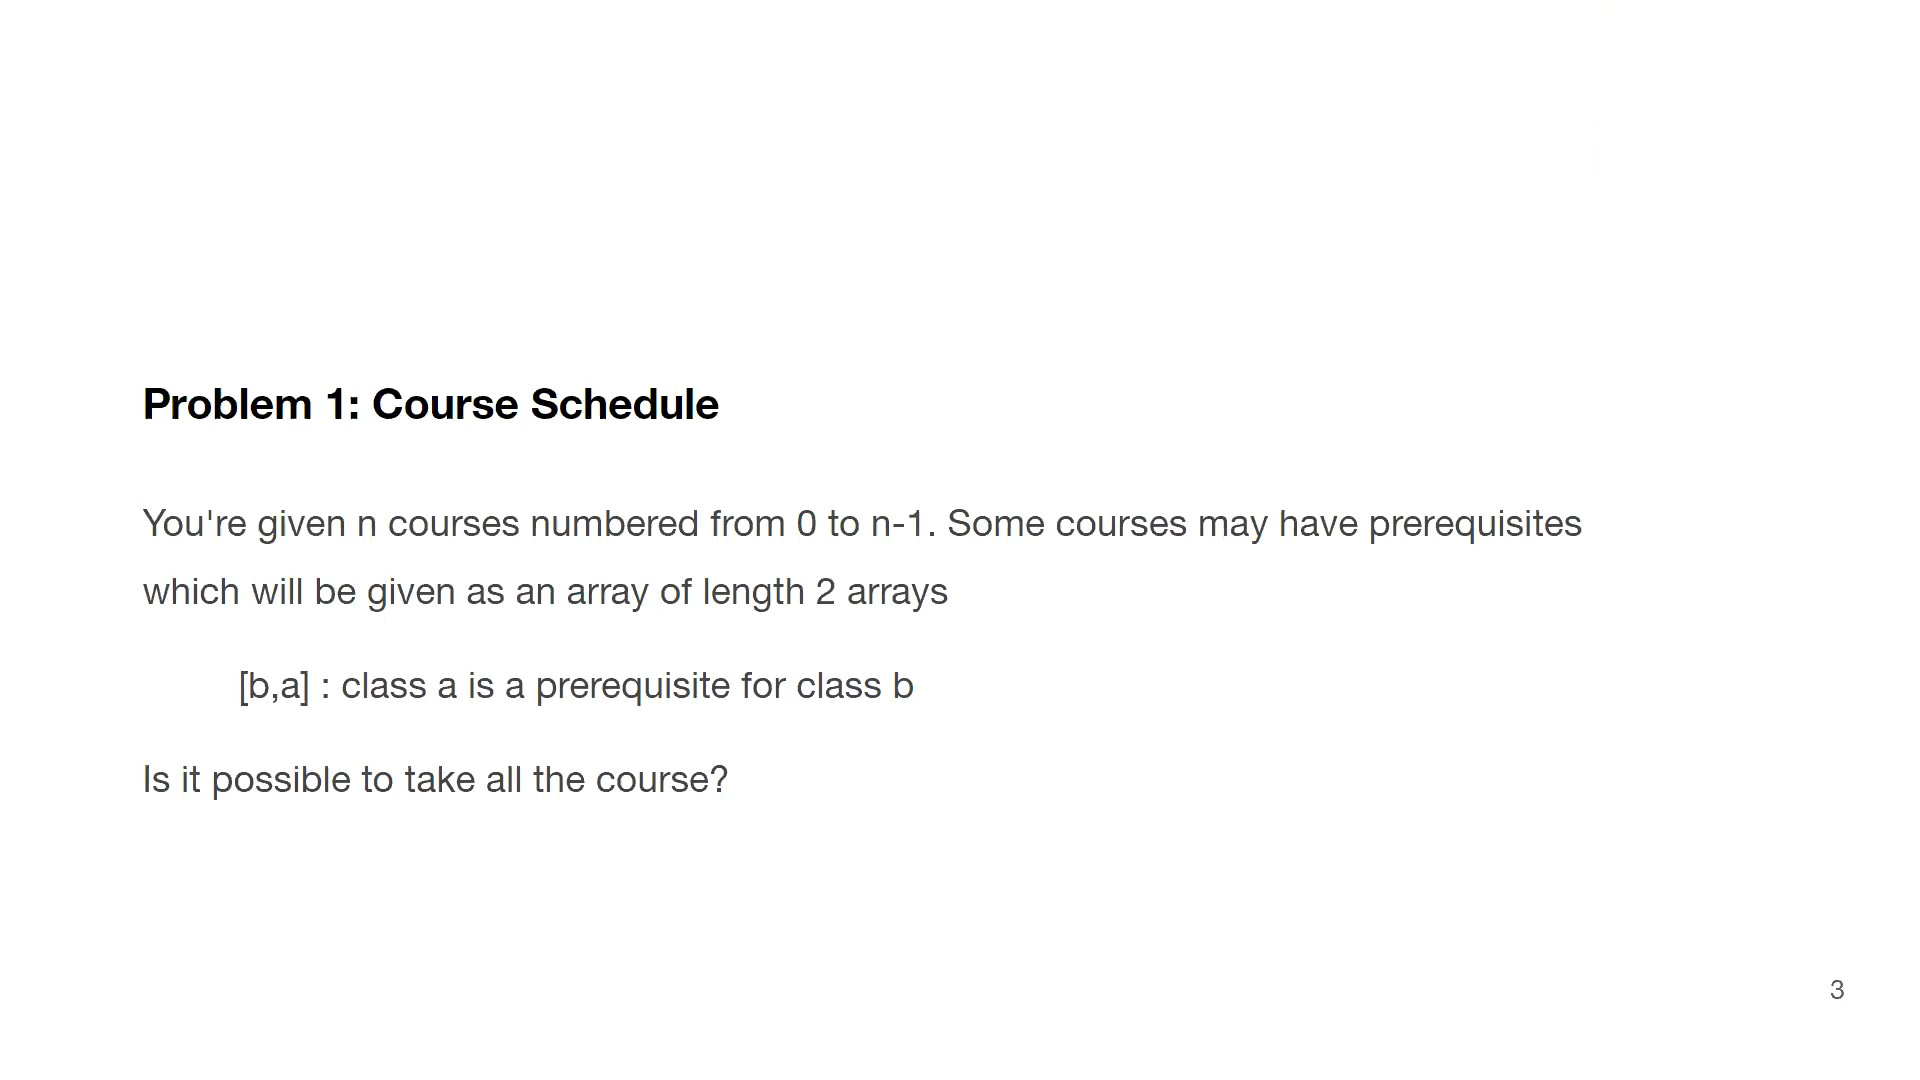 Problem 1: Course Schedule
You're given n courses numbered from 0 to n-1. Some courses may have prerequisites
which will be given as an array of length 2 arrays
[b,a] : class a is a prerequisite for class b
Is it possible to take all the course?
3